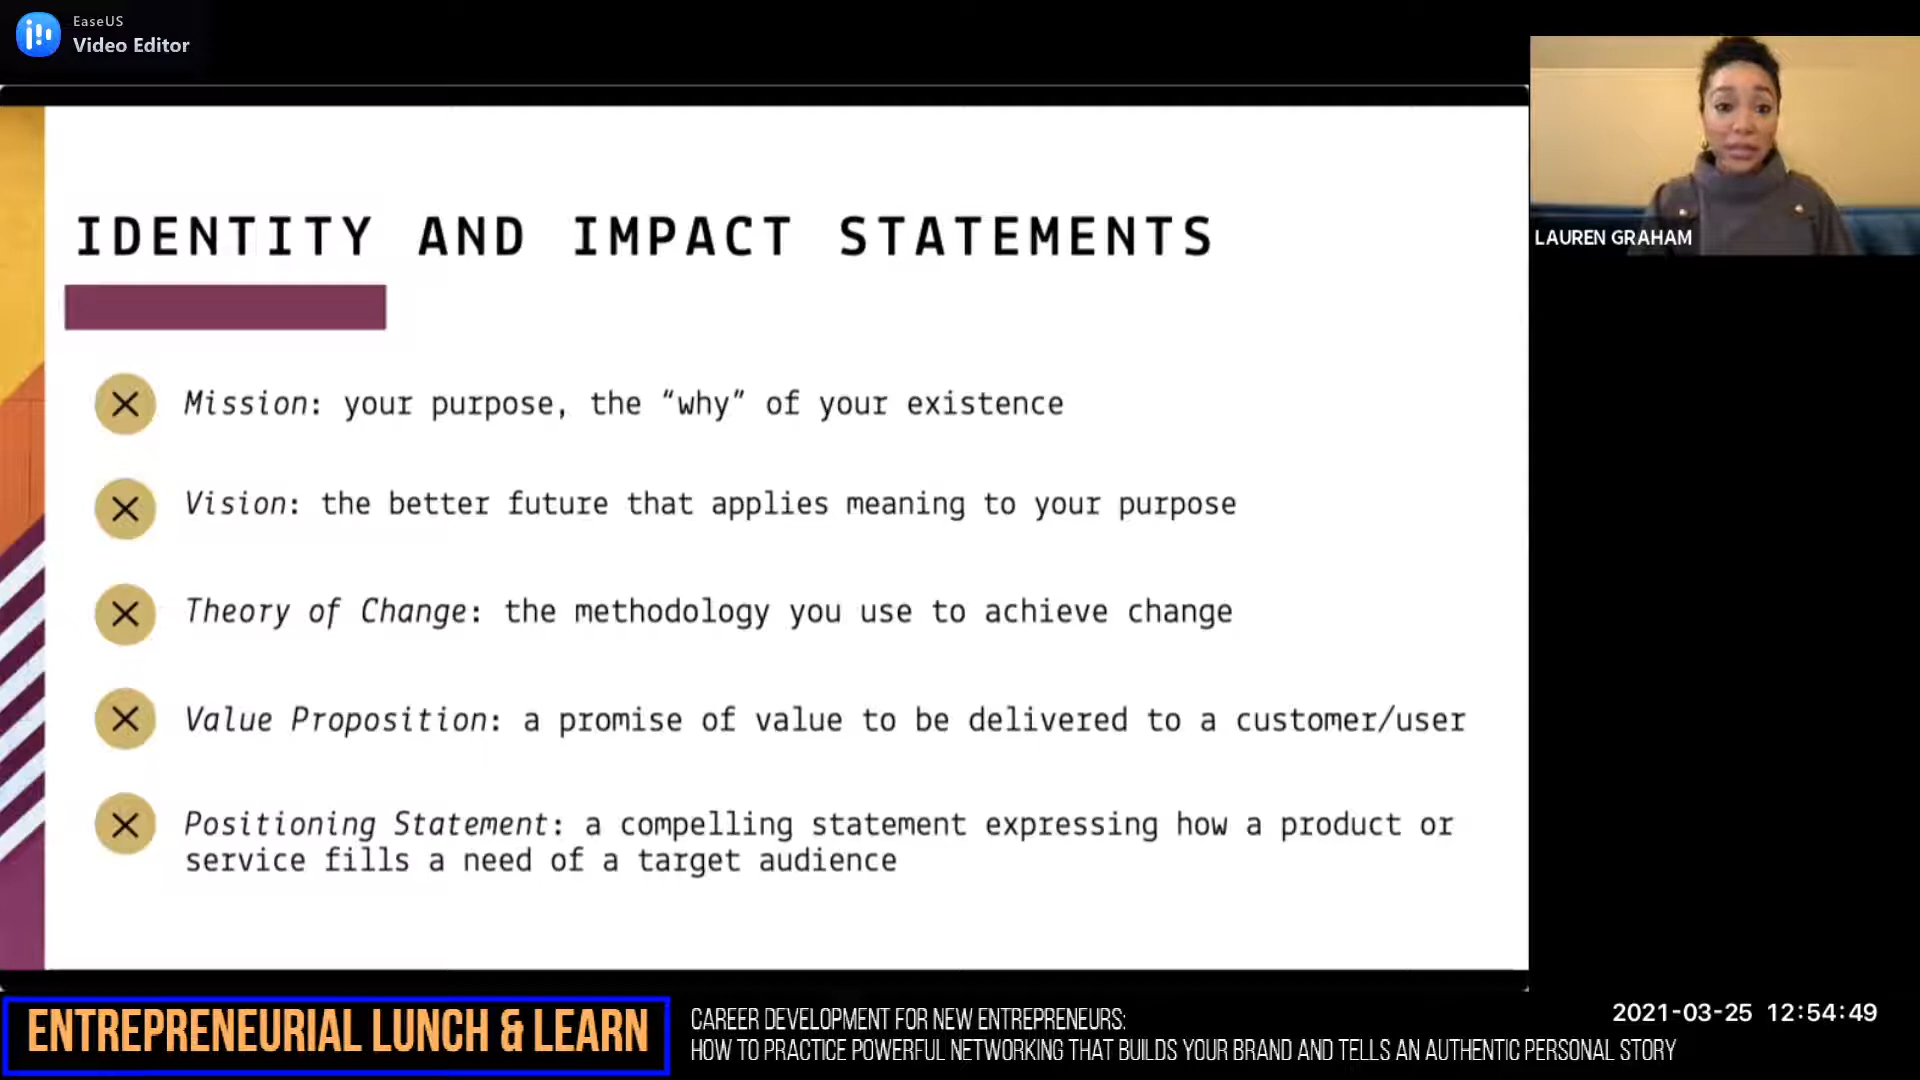 EaseUS
Video Editor
IDENTITY AND IMPACT STATEMENTS
Mission: your purpose, the “why” of your existence
Vision: the better future that applies meaning to your purpose
Theory of Change: the methodology you use to achieve change
Value Proposition: a promise of value to be delivered to a customer/user
Positioning Statement: a compelling statement expressing how a product or
service fills a need of a target audience
LAUREN GRAHAM
ENTREPRENEURIAL LUNCH & LEARN
CAREER DEVELOPMENT FOR NEW ENTREPRENEURS:
HOW TO PRACTICE POWERFUL NETWORKING THAT BUILDS YOUR BRAND AND TELLS AN AUTHENTIC PERSONAL STORY
2021-03-25 12:54:49